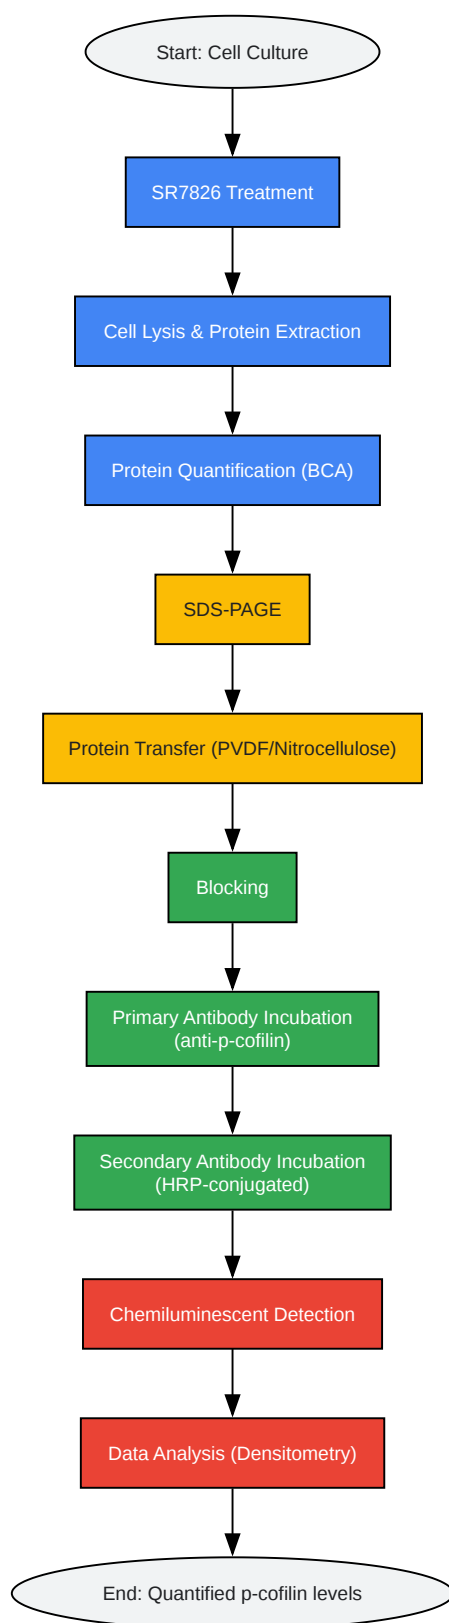 Start: Cell Culture
SR7826 Treatment
Cell Lysis & Protein Extraction
Protein Quantification (BCA)
SDS-PAGE
Protein Transfer (PVDF/Nitrocellulose)
Blocking
Primary Antibody Incubation
(anti-p-cofilin)
Secondary Antibody Incubation
(HRP-conjugated)
Chemiluminescent Detection
Data Analysis (Densitometry)
End: Quantified p-cofilin levels